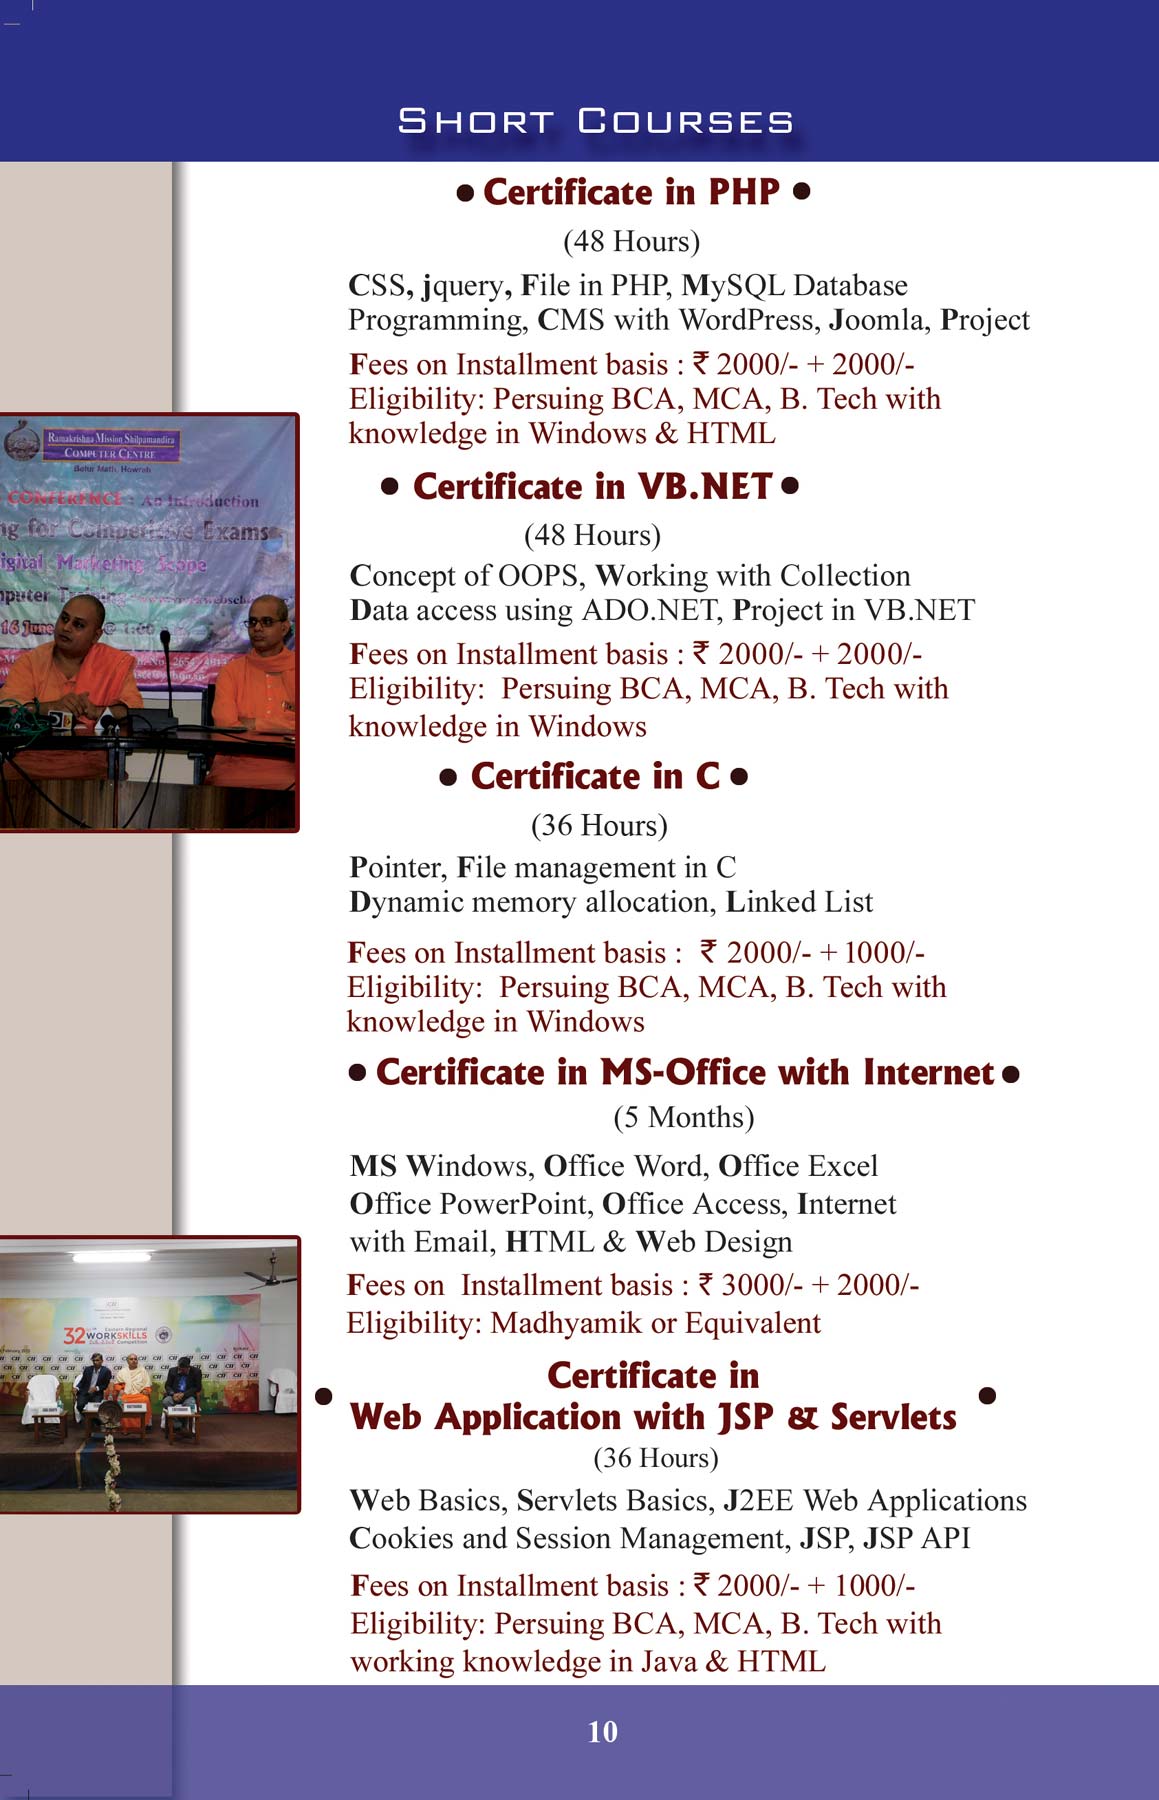 Short Courses
• Certificate in PHP •
(48 Hours)
CSS, jquery, File in PHP, MySQL Database
Programming, CMS with WordPress, Joomla, Project
Fees on Installment basis : ₹ 2000/- + 2000/-
Eligibility: Persuing BCA, MCA, B. Tech with
knowledge in Windows & HTML
• Certificate in VB.NET •
(48 Hours)
Concept of OOPS, Working with Collection
Data access using ADO.NET, Project in VB.NET
Fees on Installment basis : ₹ 2000/- + 2000/-
Eligibility: Persuing BCA, MCA, B. Tech with
knowledge in Windows
• Certificate in C •
(36 Hours)
Pointer, File management in C
Dynamic memory allocation, Linked List
Fees on Installment basis : ₹ 2000/- + 1000/-
Eligibility: Persuing BCA, MCA, B. Tech with
knowledge in Windows
• Certificate in MS-Office with Internet •
(5 Months)
MS Windows, Office Word, Office Excel
Office PowerPoint, Office Access, Internet
with Email, HTML & Web Design
Fees on Installment basis : ₹ 3000/- + 2000/-
Eligibility: Madhyamik or Equivalent
Certificate in
• Web Application with JSP & Servlets •
(36 Hours)
Web Basics, Servlets Basics, J2EE Web Applications
Cookies and Session Management, JSP, JSP API
Fees on Installment basis : ₹ 2000/- + 1000/-
Eligibility: Persuing BCA, MCA, B. Tech with
working knowledge in Java & HTML
Ramakrishna Mission Shilpamandira
Computer Centre
Belur Math, Howrah
CONFERENCE : An Introduction
ng for Competitive Exams
igital Marketing Scope
mputer Training
16 June @ 1:00
CII
32 Eastern Regional
WORKSKILLS
Competition
10